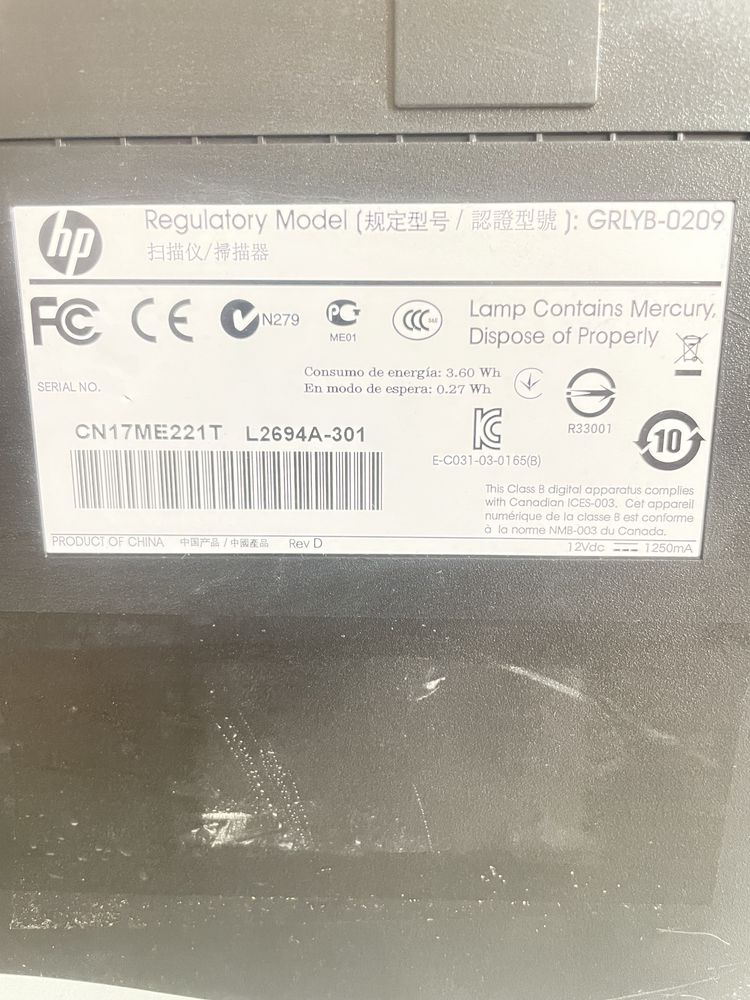 hp
Regulatory Model (规定型号 / 認證型號 ): GRLYB-0209
扫描仪/掃描器
FC CE N279 PG ME01 CCC S&E
Lamp Contains Mercury,
Dispose of Properly
Consumo de energía: 3.60 Wh
En modo de espera: 0.27 Wh
SERIAL NO.
R33001
CN17ME221T L2694A-301
E-C031-03-0165(B)
10
This Class B digital apparatus complies
with Canadian ICES-003. Cet appareil
numérique de la classe B est conforme
à la norme NMB-003 du Canada.
PRODUCT OF CHINA 中国产品 / 中國產品 Rev D
12Vdc 1250mA